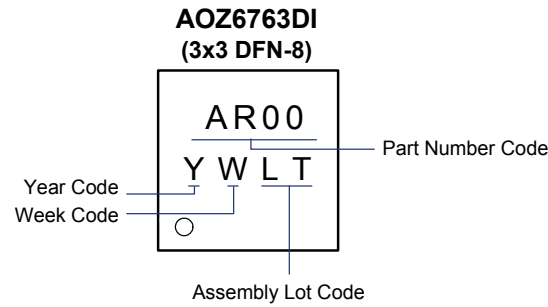 AOZ6763DI
(3x3 DFN-8)
AR00
Part Number Code
Y W L T
Year Code
Week Code
Assembly Lot Code